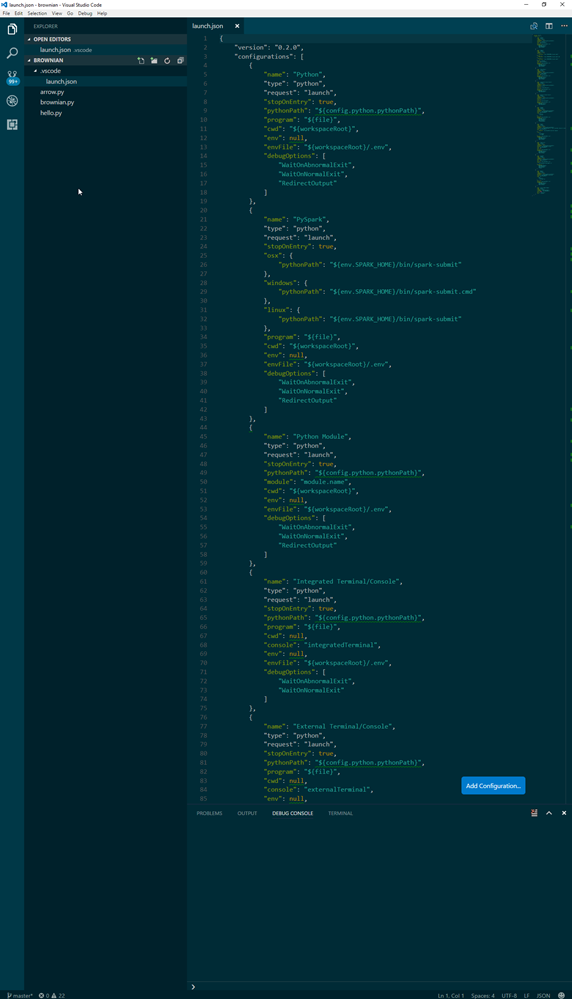 launch.json - brownian - Visual Studio Code
File Edit Selection View Go Debug Help
EXPLORER
OPEN EDITORS
launch.json .vscode
BROWNIAN
.vscode
launch.json
arrow.py
brownian.py
hello.py
99+
launch.json
1 {
2 "version": "0.2.0",
3 "configurations": [
4 {
5 "name": "Python",
6 "type": "python",
7 "request": "launch",
8 "stopOnEntry": true,
9 "pythonPath": "${config.python.pythonPath}",
10 "program": "${file}",
11 "cwd": "${workspaceRoot}",
12 "env": null,
13 "envFile": "${workspaceRoot}/.env",
14 "debugOptions": [
15 "WaitOnAbnormalExit",
16 "WaitOnNormalExit",
17 "RedirectOutput"
18 ]
19 },
20 {
21 "name": "PySpark",
22 "type": "python",
23 "request": "launch",
24 "stopOnEntry": true,
25 "osx": {
26 "pythonPath": "${env.SPARK_HOME}/bin/spark-submit"
27 },
28 "windows": {
29 "pythonPath": "${env.SPARK_HOME}/bin/spark-submit.cmd"
30 },
31 "linux": {
32 "pythonPath": "${env.SPARK_HOME}/bin/spark-submit"
33 },
34 "program": "${file}",
35 "cwd": "${workspaceRoot}",
36 "env": null,
37 "envFile": "${workspaceRoot}/.env",
38 "debugOptions": [
39 "WaitOnAbnormalExit",
40 "WaitOnNormalExit",
41 "RedirectOutput"
42 ]
43 },
44 {
45 "name": "Python Module",
46 "type": "python",
47 "request": "launch",
48 "stopOnEntry": true,
49 "pythonPath": "${config.python.pythonPath}",
50 "module": "module.name",
51 "cwd": "${workspaceRoot}",
52 "env": null,
53 "envFile": "${workspaceRoot}/.env",
54 "debugOptions": [
55 "WaitOnAbnormalExit",
56 "WaitOnNormalExit",
57 "RedirectOutput"
58 ]
59 },
60 {
61 "name": "Integrated Terminal/Console",
62 "type": "python",
63 "request": "launch",
64 "stopOnEntry": true,
65 "pythonPath": "${config.python.pythonPath}",
66 "program": "${file}",
67 "cwd": null,
68 "console": "integratedTerminal",
69 "env": null,
70 "envFile": "${workspaceRoot}/.env",
71 "debugOptions": [
72 "WaitOnAbnormalExit",
73 "WaitOnNormalExit"
74 ]
75 },
76 {
77 "name": "External Terminal/Console",
78 "type": "python",
79 "request": "launch",
80 "stopOnEntry": true,
81 "pythonPath": "${config.python.pythonPath}",
82 "program": "${file}",
83 "cwd": null,
84 "console": "externalTerminal",
85 "env": null,
Add Configuration...
PROBLEMS OUTPUT DEBUG CONSOLE TERMINAL
master* 0 22 Ln 1, Col 1 Spaces: 4 UTF-8 LF JSON